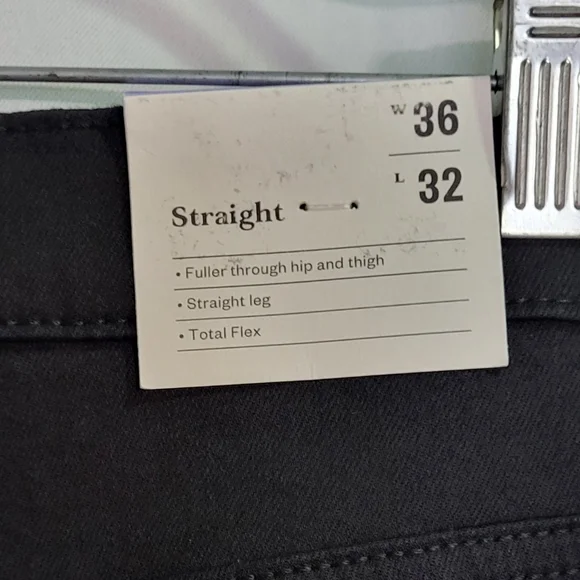 W 36
L 32
Straight
• Fuller through hip and thigh
• Straight leg
• Total Flex